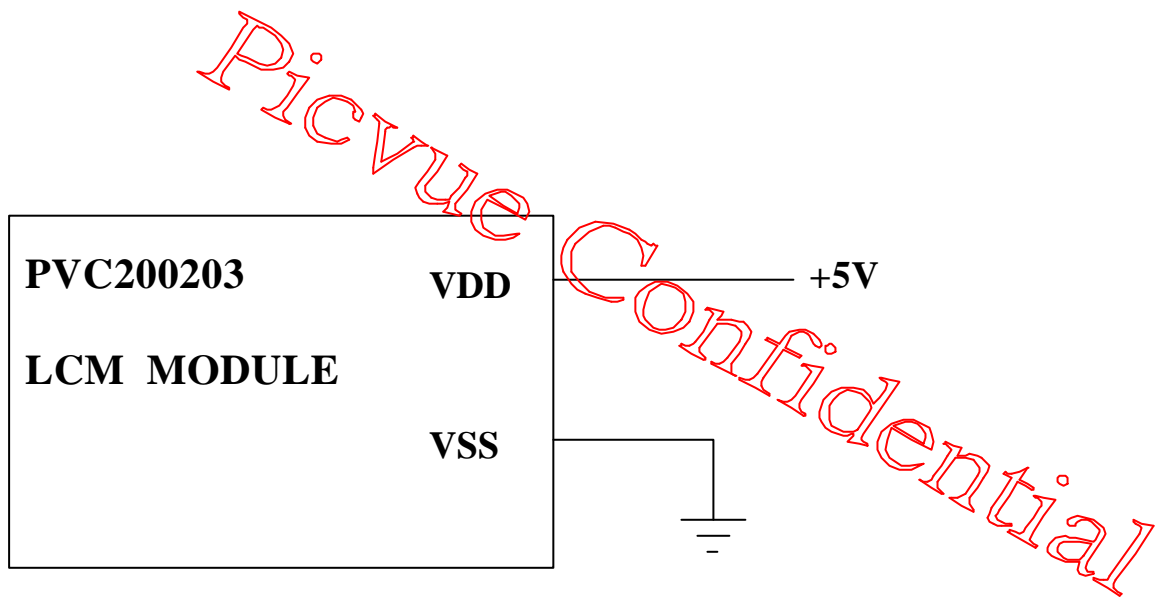 Picvue Confidential
PVC200203
VDD
+5V
LCM  MODULE
VSS